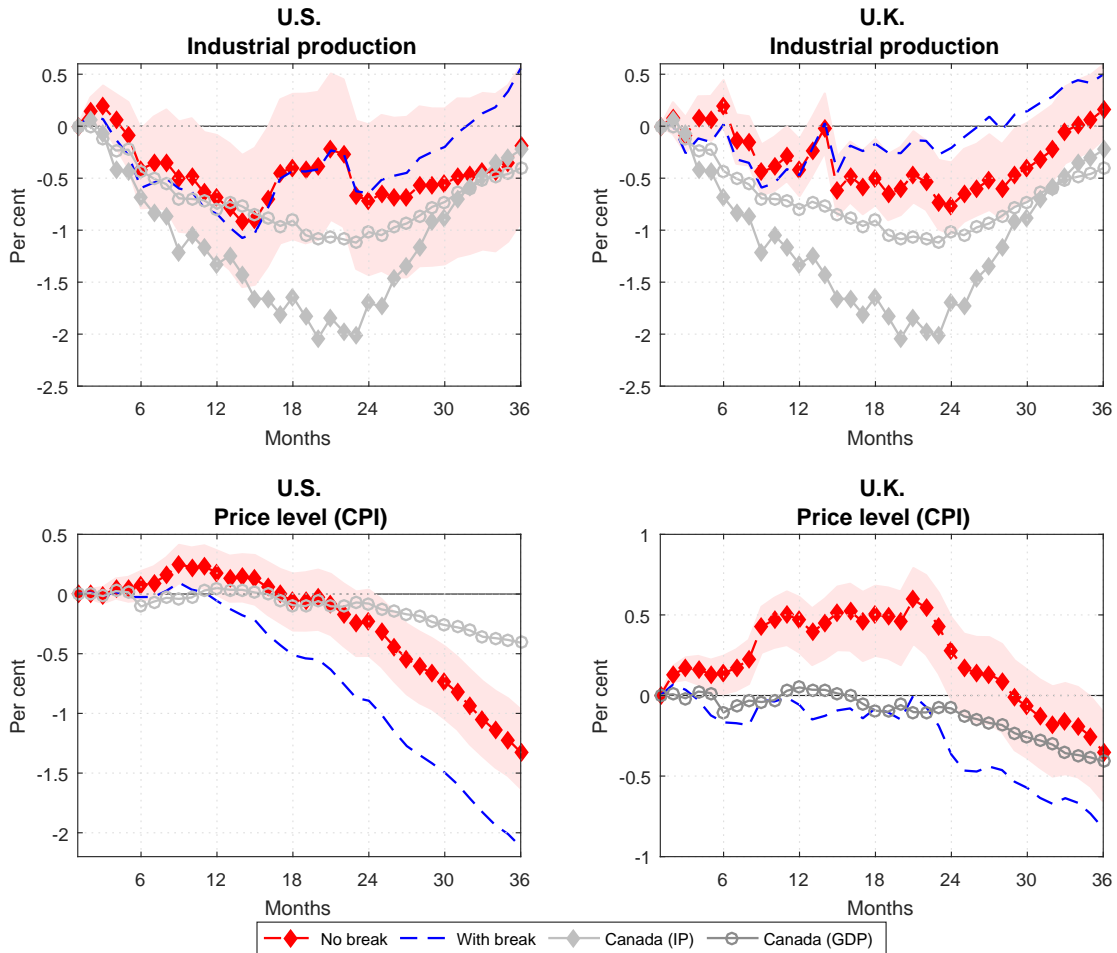 U.S.
Industrial production
0.5
0
-0.5
-1
-1.5
-2
-2.5
Per cent
6 12 18 24 30 36
Months
U.K.
Industrial production
0.5
0
-0.5
-1
-1.5
-2
-2.5
Per cent
6 12 18 24 30 36
Months
U.S.
Price level (CPI)
0.5
0
-0.5
-1
-1.5
-2
Per cent
6 12 18 24 30 36
Months
U.K.
Price level (CPI)
1
0.5
0
-0.5
-1
Per cent
6 12 18 24 30 36
Months
No break With break Canada (IP) Canada (GDP)